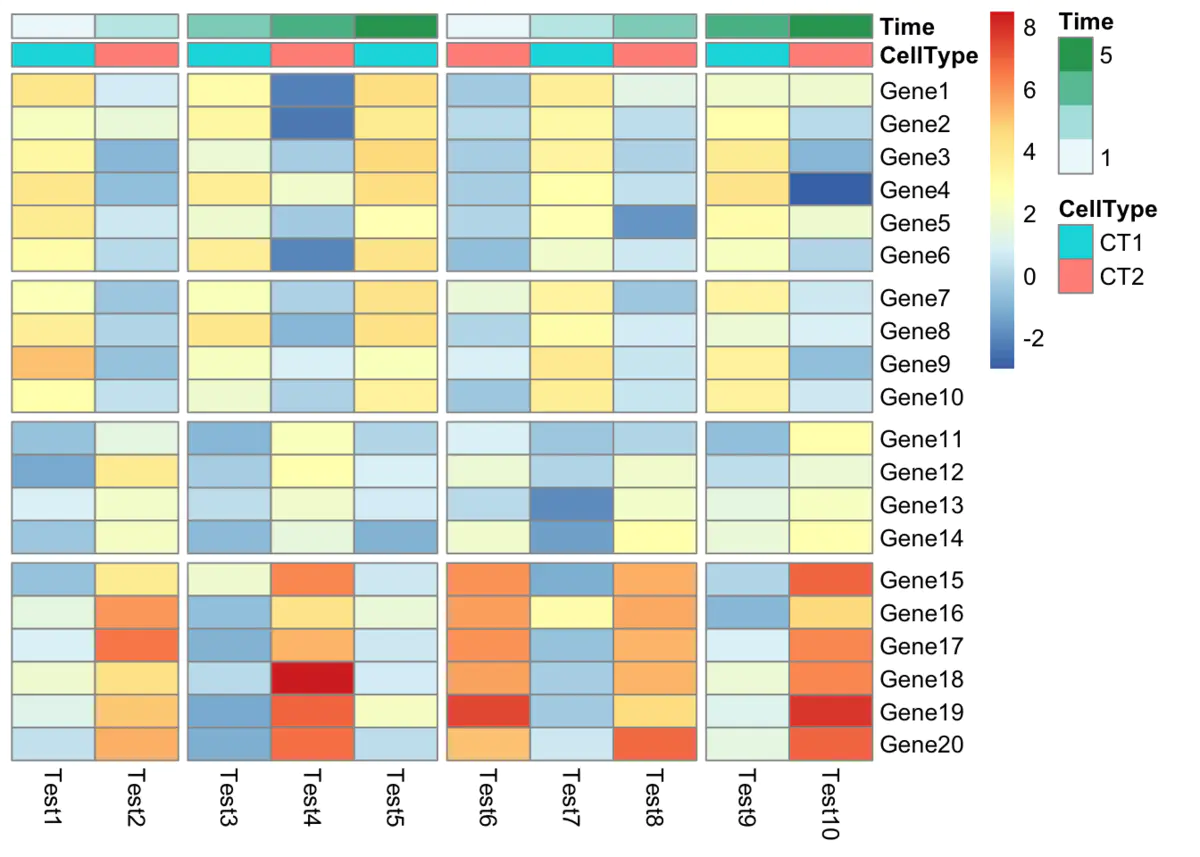 Time
CellType
Gene1
Gene2
Gene3
Gene4
Gene5
Gene6
Gene7
Gene8
Gene9
Gene10
Gene11
Gene12
Gene13
Gene14
Gene15
Gene16
Gene17
Gene18
Gene19
Gene20
Test1
Test2
Test3
Test4
Test5
Test6
Test7
Test8
Test9
Test10
8
6
4
2
0
-2
Time
5
1
CellType
CT1
CT2